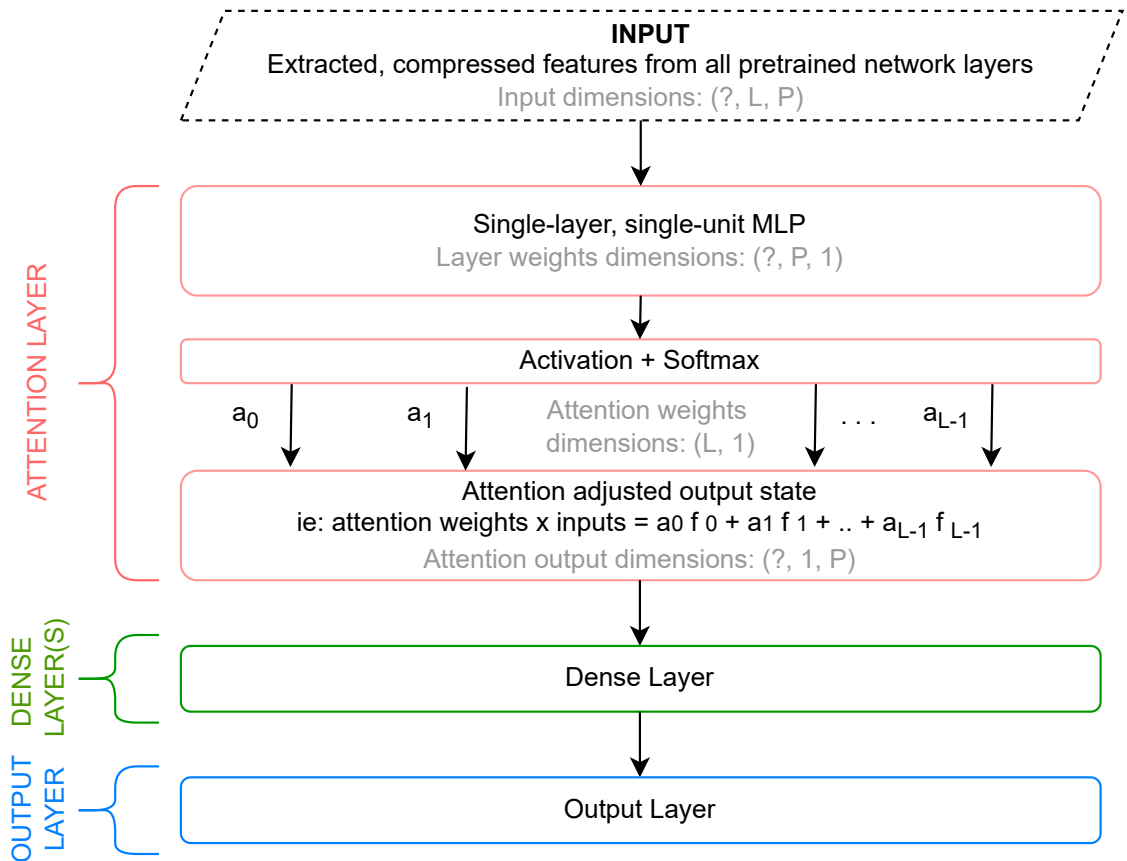 INPUT
Extracted, compressed features from all pretrained network layers
Input dimensions: (?, L, P)
ATTENTION LAYER
Single-layer, single-unit MLP
Layer weights dimensions: (?, P, 1)
Activation + Softmax
a0
a1
Attention weights
dimensions: (L, 1)
. . .
aL-1
Attention adjusted output state
ie: attention weights x inputs = a0 f 0 + a1 f 1 + .. + aL-1 f L-1
Attention output dimensions: (?, 1, P)
DENSE
LAYER(S)
Dense Layer
OUTPUT
LAYER
Output Layer